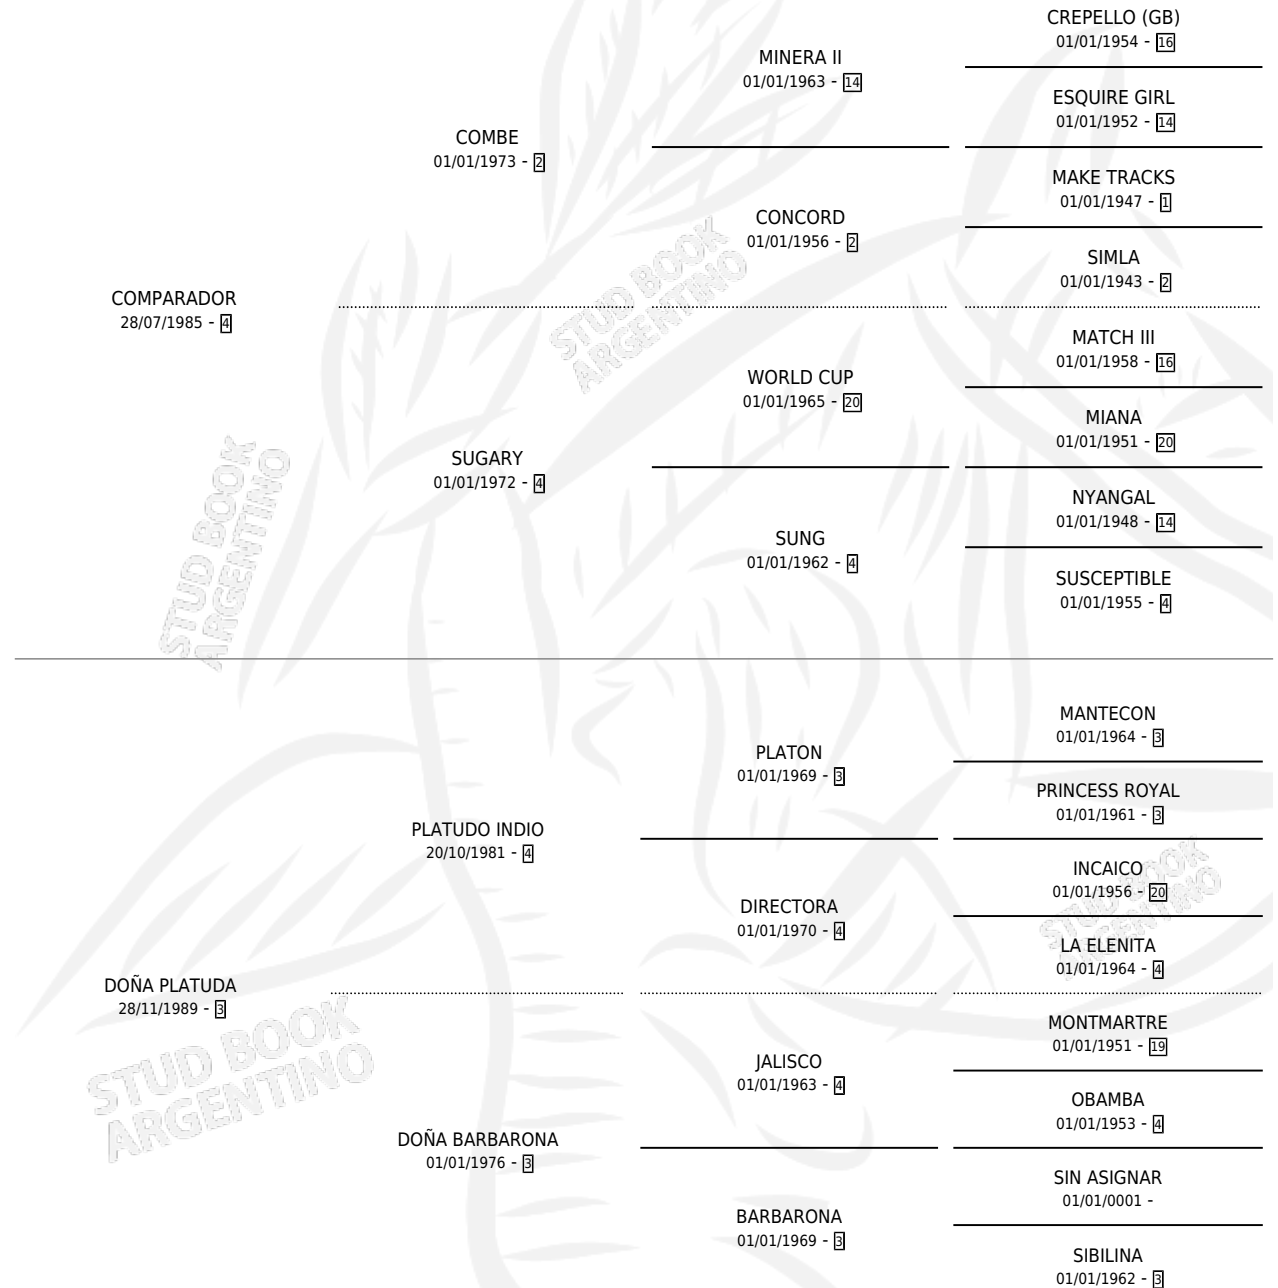 CREPELLO (GB)
01/01/1954 - 16
MINERA II
01/01/1963 - 14
ESQUIRE GIRL
01/01/1952 - 14
COMBE
01/01/1973 - 2
MAKE TRACKS
01/01/1947 - 1
CONCORD
01/01/1956 - 2
SIMLA
01/01/1943 - 2
COMPARADOR
28/07/1985 - 4
MATCH III
01/01/1958 - 16
WORLD CUP
01/01/1965 - 20
MIANA
01/01/1951 - 20
SUGARY
01/01/1972 - 4
NYANGAL
01/01/1948 - 14
SUNG
01/01/1962 - 4
SUSCEPTIBLE
01/01/1955 - 4
MANTECON
01/01/1964 - 3
PLATON
01/01/1969 - 3
PRINCESS ROYAL
01/01/1961 - 3
PLATUDO INDIO
20/10/1981 - 4
INCAICO
01/01/1956 - 20
DIRECTORA
01/01/1970 - 4
LA ELENITA
01/01/1964 - 4
DOÑA PLATUDA
28/11/1989 - 3
MONTMARTRE
01/01/1951 - 19
JALISCO
01/01/1963 - 4
OBAMBA
01/01/1953 - 4
DOÑA BARBARONA
01/01/1976 - 3
SIN ASIGNAR
01/01/0001 -
BARBARONA
01/01/1969 - 3
SIBILINA
01/01/1962 - 3
STUD BOOK
ARGENTINO
STUD BOOK
ARGENTINO
STUD BOOK
ARGENTINO
STUD BOOK
ARGENTINO